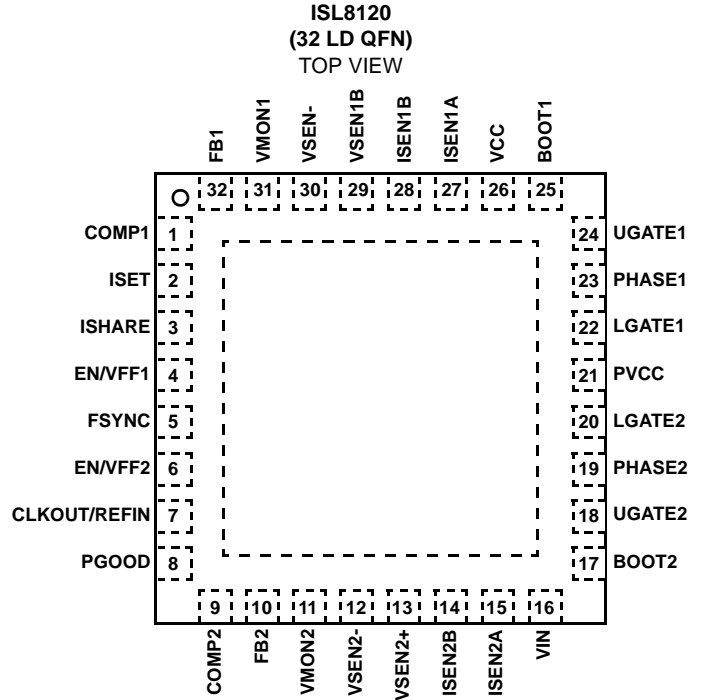 ISL8120
(32 LD QFN)
TOP VIEW
FB1
VMON1
VSEN-
VSEN1B
ISEN1B
ISEN1A
VCC
BOOT1
32
31
30
29
28
27
26
25
COMP1 1
ISET 2
ISHARE 3
EN/VFF1 4
FSYNC 5
EN/VFF2 6
CLKOUT/REFIN 7
PGOOD 8
24 UGATE1
23 PHASE1
22 LGATE1
21 PVCC
20 LGATE2
19 PHASE2
18 UGATE2
17 BOOT2
9
10
11
12
13
14
15
16
COMP2
FB2
VMON2
VSEN2-
VSEN2+
ISEN2B
ISEN2A
VIN